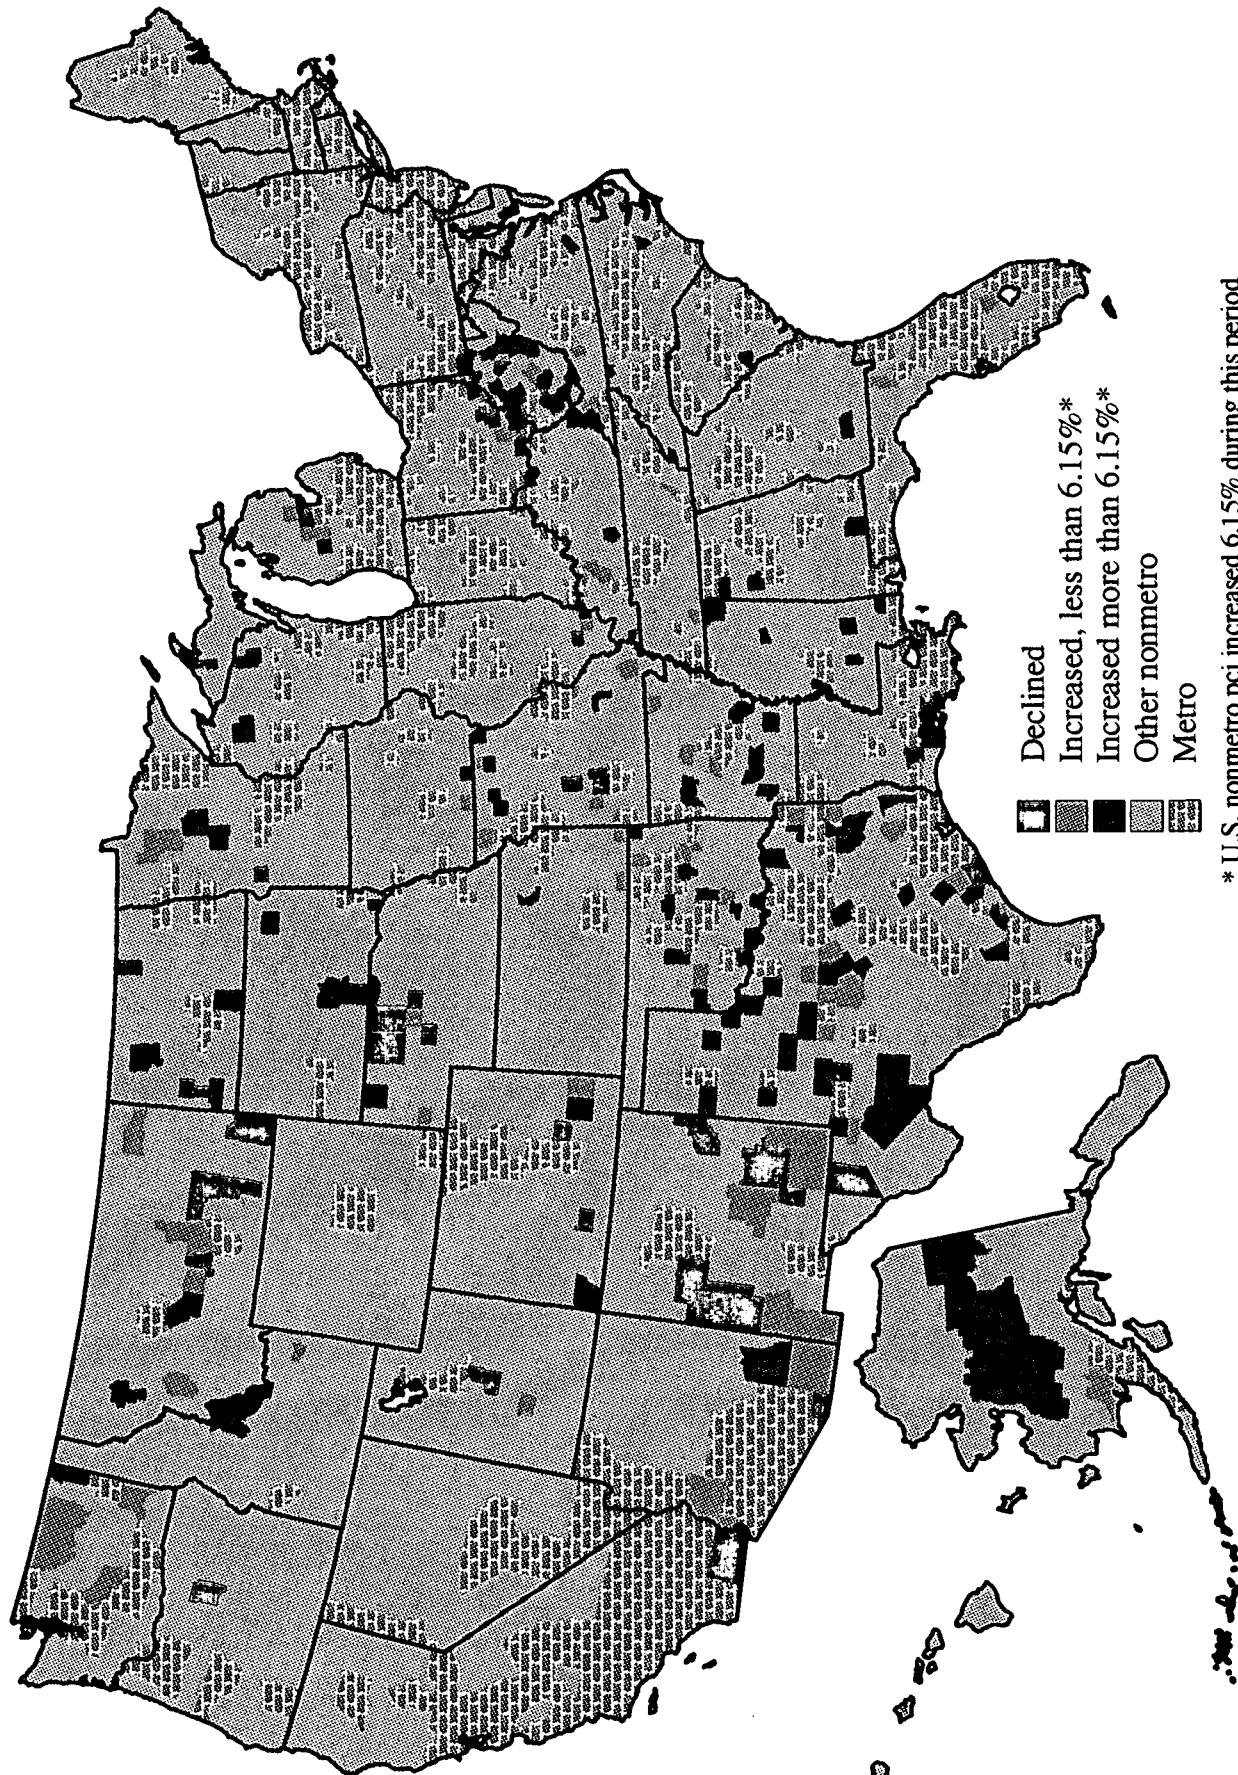 Declined
Increased, less than 6.15%*
Increased more than 6.15%*
Other nonmetro
Metro
* U.S. nonmetro pci increased 6.15% during this period